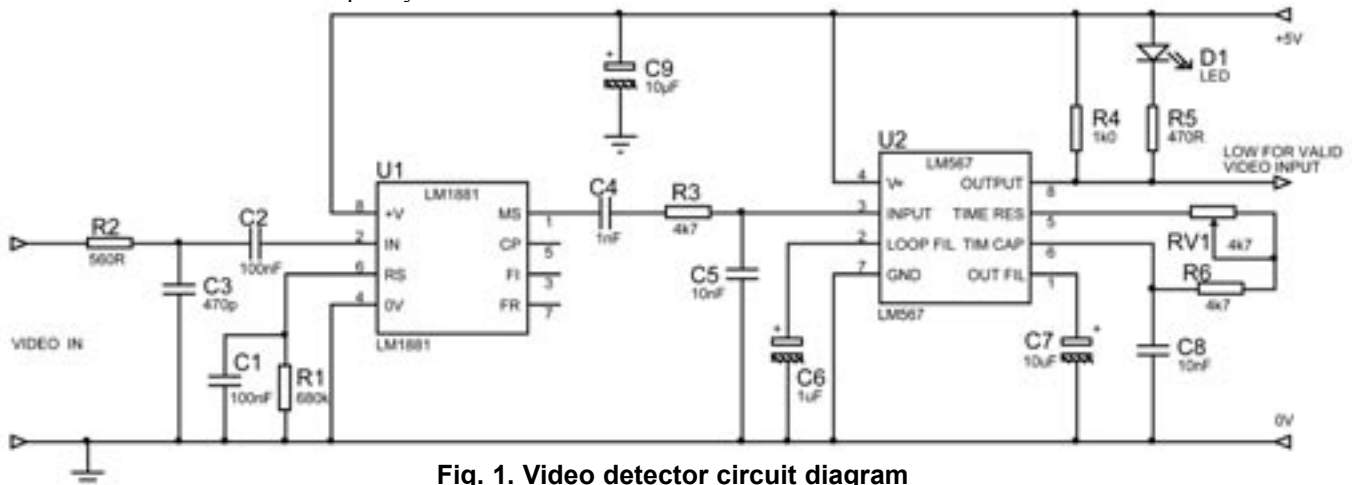 +5V
C9
10µF
D1
LED
R4
1k0
R5
470R
LOW FOR VALID
VIDEO INPUT
U1
LM1881
8
+V
MS
1
2
IN
CP
5
6
RS
FI
3
4
0V
FR
7
LM1881
R2
560R
C2
100nF
C3
470p
VIDEO IN
C1
100nF
R1
680k
C4
1nF
R3
4k7
C5
10nF
U2
LM567
4
V+
OUTPUT
8
3
INPUT
TIME RES
5
2
LOOP FIL
TIM CAP
6
7
GND
OUT FIL
1
LM567
RV1
4k7
R6
4k7
C6
1uF
C7
10uF
C8
10nF
0V
Fig. 1. Video detector circuit diagram